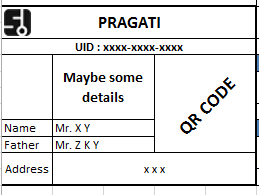 PRAGATI
UID : xxxx-xxxx-xxxx
Maybe some
details
QR CODE
Name Mr. X Y
Father Mr. Z K Y
Address x x x